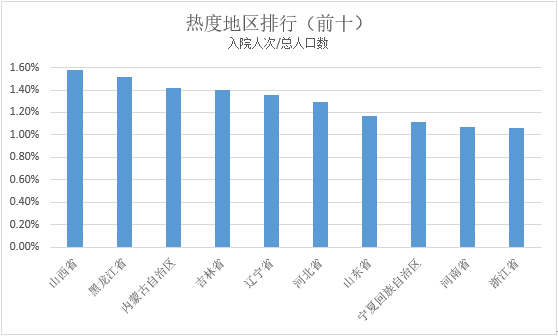 热度地区排行（前十）
入院人次/总人口数
1.60%
1.40%
1.20%
1.00%
0.80%
0.60%
0.40%
0.20%
0.00%
山西省
黑龙江省
内蒙古自治区
吉林省
辽宁省
河北省
山东省
宁夏回族自治区
河南省
浙江省